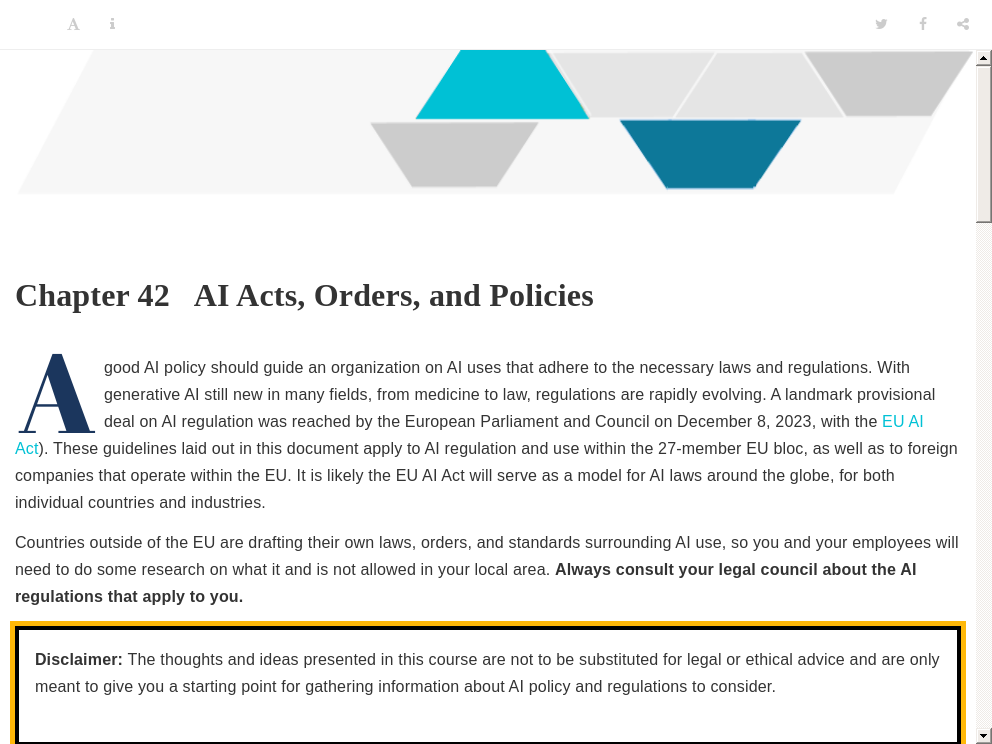 Chapter 42 AI Acts, Orders, and Policies
A good AI policy should guide an organization on AI uses that adhere to the necessary laws and regulations. With
generative AI still new in many fields, from medicine to law, regulations are rapidly evolving. A landmark provisional
deal on AI regulation was reached by the European Parliament and Council on December 8, 2023, with the EU AI
Act). These guidelines laid out in this document apply to AI regulation and use within the 27-member EU bloc, as well as to foreign
companies that operate within the EU. It is likely the EU AI Act will serve as a model for AI laws around the globe, for both
individual countries and industries.
Countries outside of the EU are drafting their own laws, orders, and standards surrounding AI use, so you and your employees will
need to do some research on what it and is not allowed in your local area. Always consult your legal council about the AI
regulations that apply to you.
Disclaimer: The thoughts and ideas presented in this course are not to be substituted for legal or ethical advice and are only
meant to give you a starting point for gathering information about AI policy and regulations to consider.